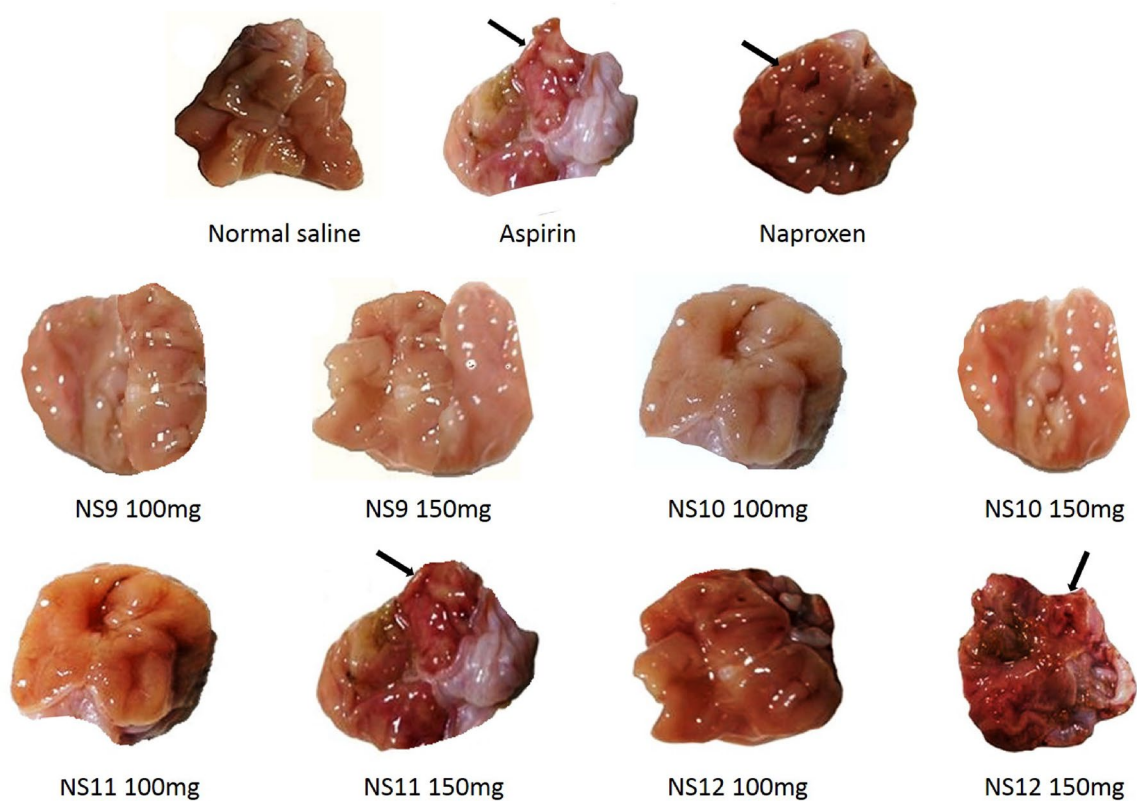 Normal saline
Aspirin
Naproxen
NS9 100mg
NS9 150mg
NS10 100mg
NS10 150mg
NS11 100mg
NS11 150mg
NS12 100mg
NS12 150mg